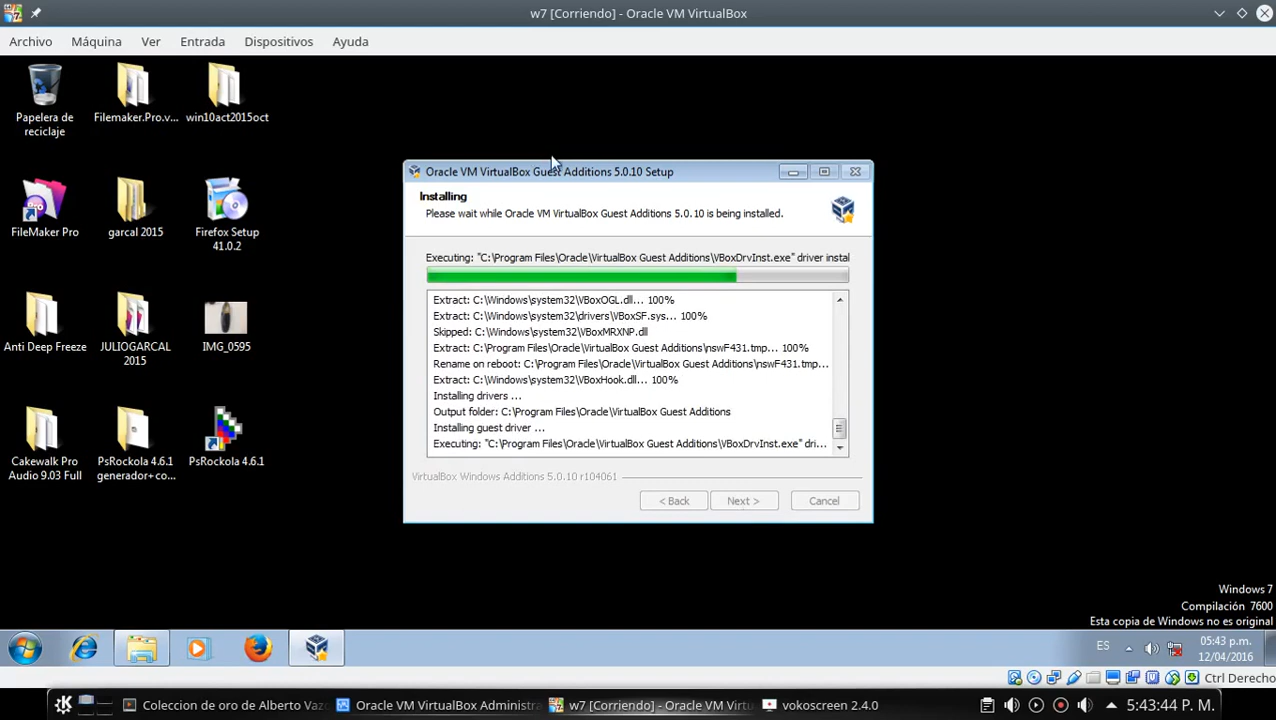 w7 [Corriendo] - Oracle VM VirtualBox
Archivo Máquina Ver Entrada Dispositivos Ayuda
Papelera de reciclaje
Filemaker.Pro.v...
win10act2015oct
FileMaker Pro
garcal 2015
Firefox Setup 41.0.2
Anti Deep Freeze
JULIOGARCAL 2015
IMG_0595
Cakewalk Pro Audio 9.03 Full
PsRockola 4.6.1 generador+co...
PsRockola 4.6.1
Oracle VM VirtualBox Guest Additions 5.0.10 Setup
Installing
Please wait while Oracle VM VirtualBox Guest Additions 5.0.10 is being installed.
Executing: "C:\Program Files\Oracle\VirtualBox Guest Additions\VBoxDrvInst.exe" driver instal
Extract: C:\Windows\system32\VBoxOGL.dll... 100%
Extract: C:\Windows\system32\drivers\VBoxSF.sys... 100%
Skipped: C:\Windows\system32\VBoxMRXNP.dll
Extract: C:\Program Files\Oracle\VirtualBox Guest Additions\nswF431.tmp... 100%
Rename on reboot: C:\Program Files\Oracle\VirtualBox Guest Additions\nswF431.tmp...
Extract: C:\Windows\system32\VBoxHook.dll... 100%
Installing drivers ...
Output folder: C:\Program Files\Oracle\VirtualBox Guest Additions
Installing guest driver ...
Executing: "C:\Program Files\Oracle\VirtualBox Guest Additions\VBoxDrvInst.exe" dri...
VirtualBox Windows Additions 5.0.10 r104061
< Back Next > Cancel
Windows 7
Compilación 7600
Esta copia de Windows no es original
ES
05:43 p.m.
12/04/2016
Ctrl Derecho
Coleccion de oro de Alberto Vazo
Oracle VM VirtualBox Administra
w7 [Corriendo] - Oracle VM Virtu
vokoscreen 2.4.0
5:43:44 P. M.